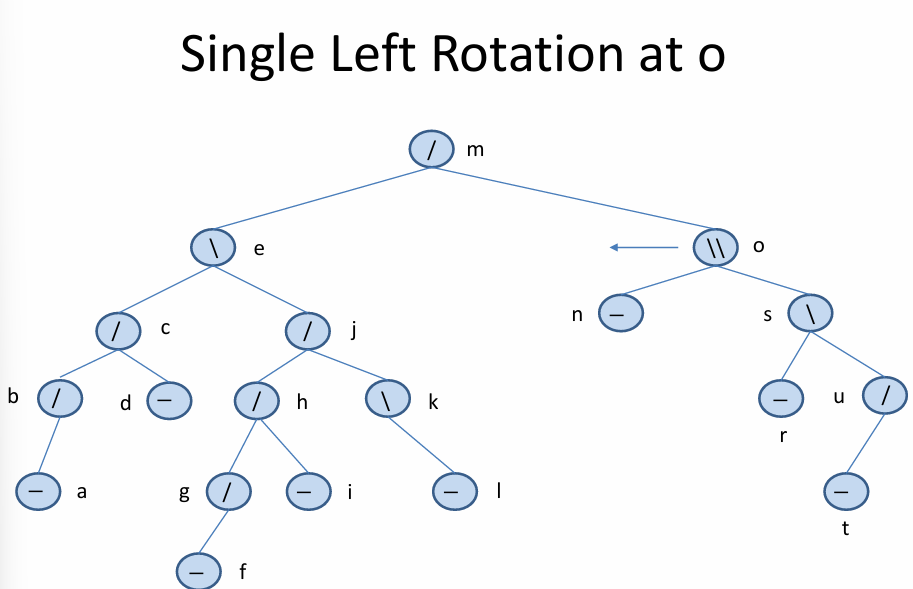 Single Left Rotation at o
/ m
\ e
\\ o
/ c
/ j
n –
s \
b /
d –
/ h
\ k
–
u /
r
– a
g /
– i
– l
–
t
– f